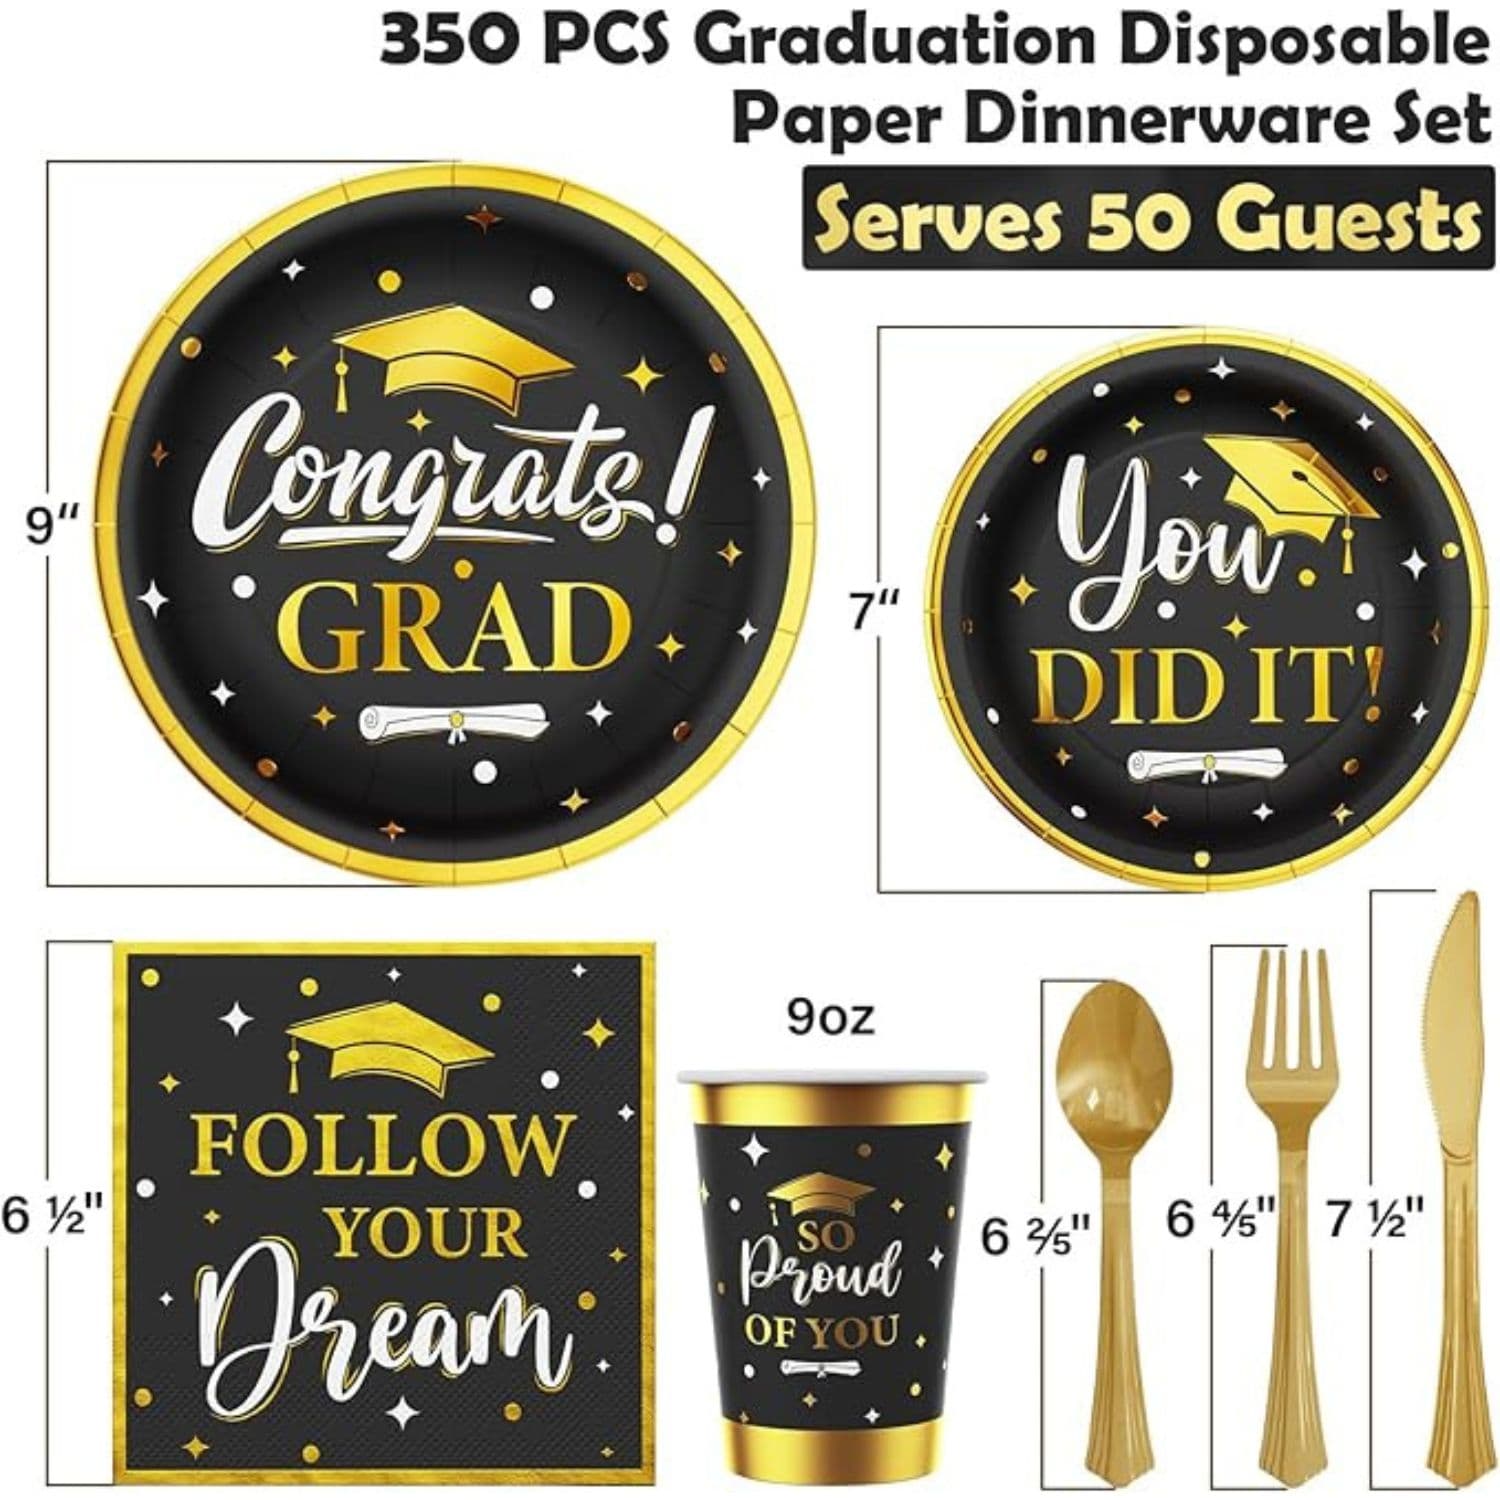 350 PCS Graduation Disposable
Paper Dinnerware Set
Serves 50 Guests
9“
Congrats!
GRAD
7“
You
DID IT!
6 ½"
FOLLOW
YOUR
Dream
9oz
SO
Proud
OF YOU
6 ⅖"
6 ⅘"
7 ½"